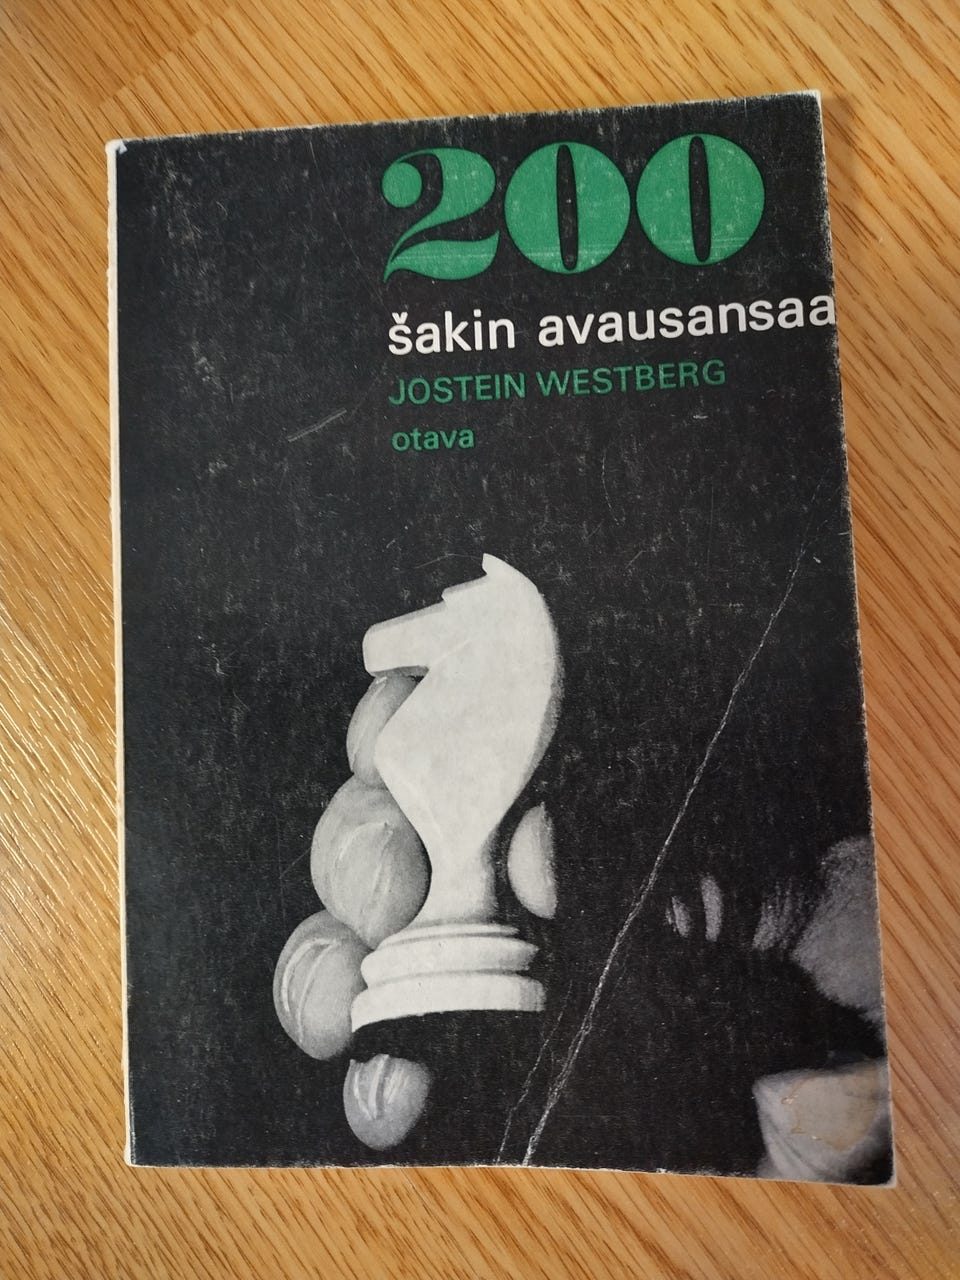 200
šakin avausansaa
JOSTEIN WESTBERG
otava